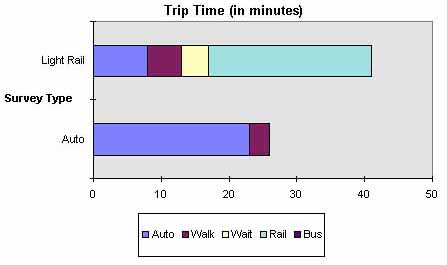 Trip Time (in minutes)
Light Rail
Survey Type
Auto
0 10 20 30 40 50
Auto Walk Wait Rail Bus